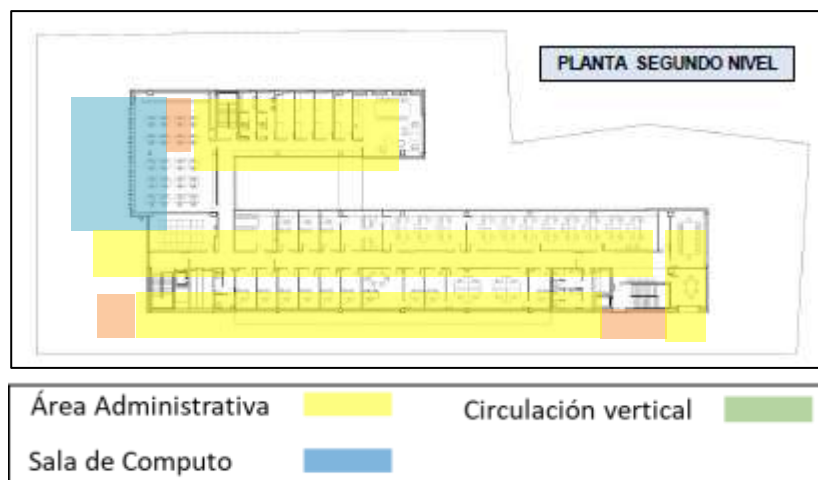 PLANTA SEGUNDO NIVEL
Área Administrativa
Circulación vertical
Sala de Computo